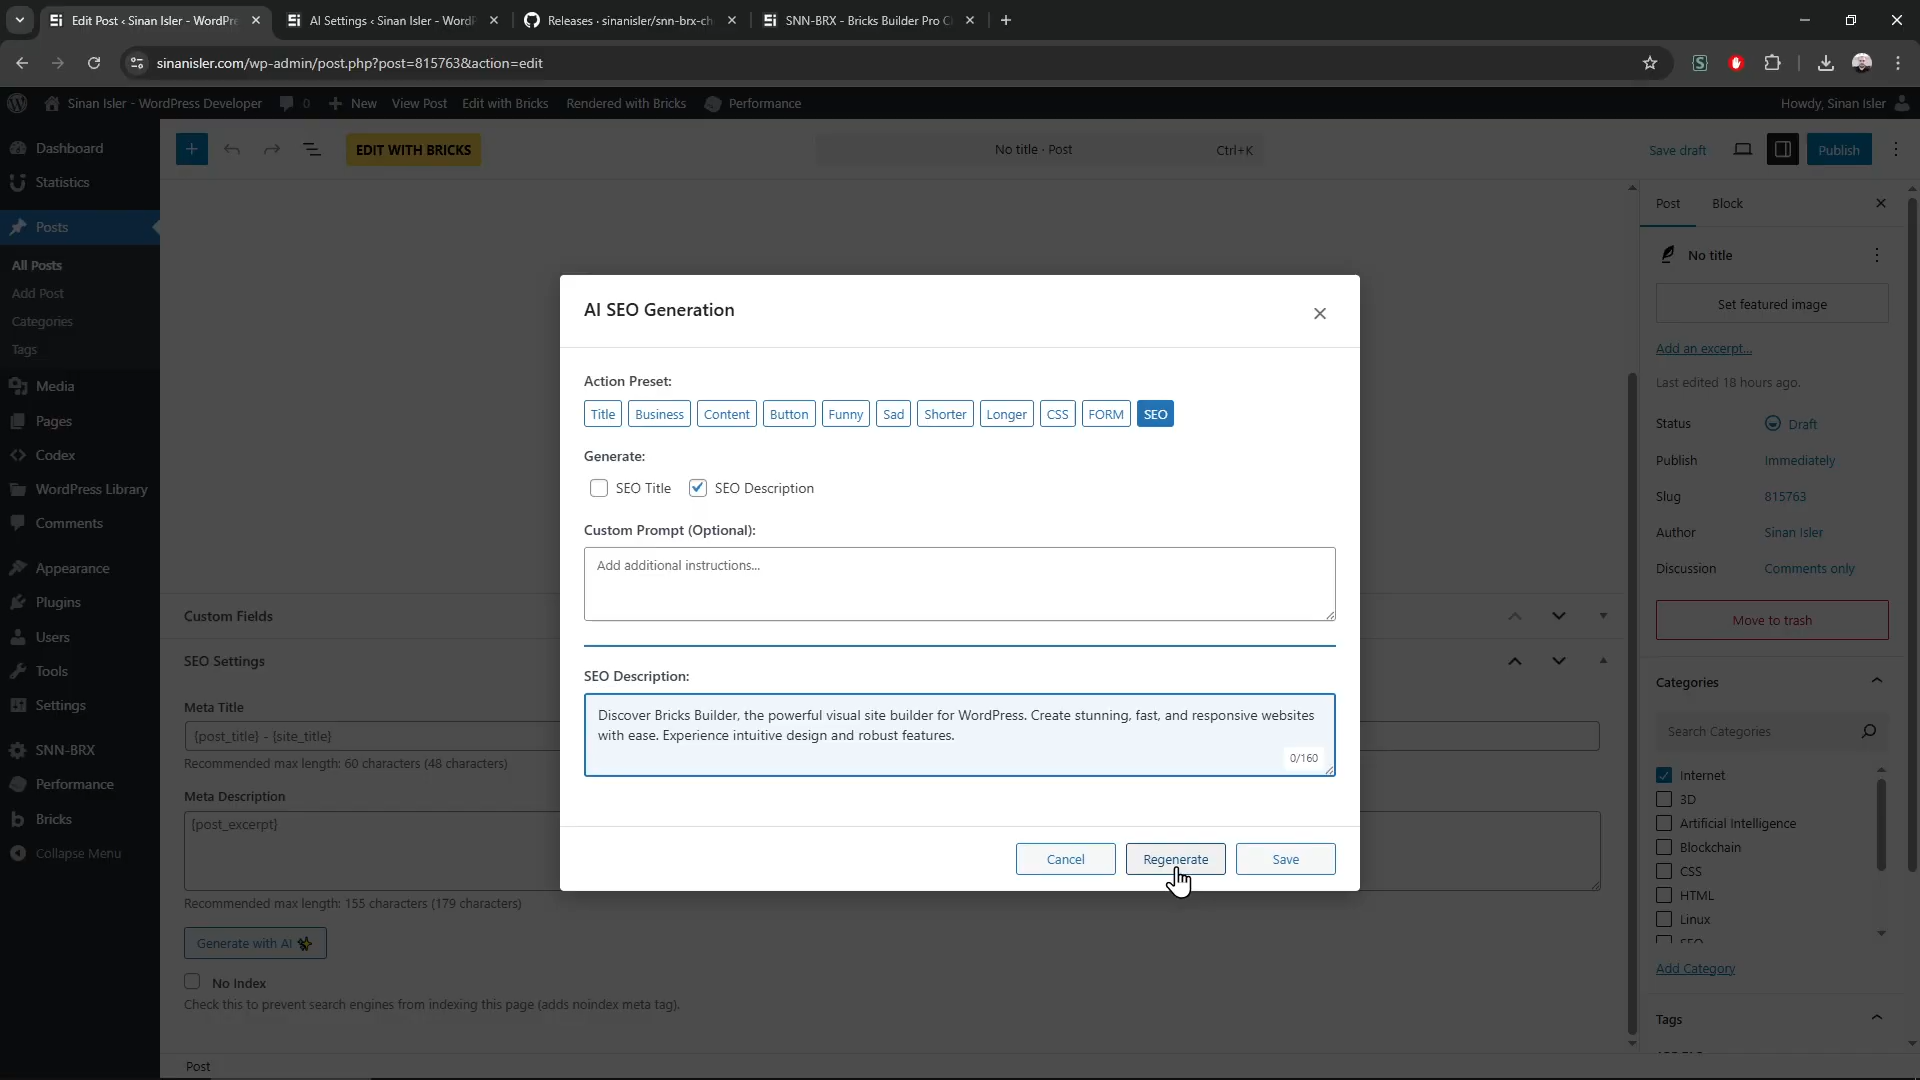 Edit Post ‹ Sinan Isler - WordPre
AI Settings ‹ Sinan Isler - WordP
Releases · sinanisler/snn-brx-ch
SNN-BRX - Bricks Builder Pro C
sinanisler.com/wp-admin/post.php?post=815763&action=edit
Sinan Isler - WordPress Developer
0
New
View Post
Edit with Bricks
Rendered with Bricks
Performance
Howdy, Sinan Isler
Dashboard
Statistics
Posts
All Posts
Add Post
Categories
Tags
Media
Pages
Codex
WordPress Library
Comments
Appearance
Plugins
Users
Tools
Settings
SNN-BRX
Performance
Bricks
Collapse Menu
EDIT WITH BRICKS
No title · Post
Ctrl+K
Save draft
Publish
AI SEO Generation
Action Preset:
Title
Business
Content
Button
Funny
Sad
Shorter
Longer
CSS
FORM
SEO
Generate:
SEO Title
SEO Description
Custom Prompt (Optional):
Add additional instructions...
SEO Description:
Discover Bricks Builder, the powerful visual site builder for WordPress. Create stunning, fast, and responsive websites
with ease. Experience intuitive design and robust features.
0/160
Cancel
Regenerate
Save
Custom Fields
SEO Settings
Meta Title
{post_title} - {site_title}
Recommended max length: 60 characters (48 characters)
Meta Description
{post_excerpt}
Recommended max length: 155 characters (179 characters)
Generate with AI
No Index
Check this to prevent search engines from indexing this page (adds noindex meta tag).
Post
Post
Block
No title
Set featured image
Add an excerpt...
Last edited 18 hours ago.
Status
Draft
Publish
Immediately
Slug
815763
Author
Sinan Isler
Discussion
Comments only
Move to trash
Categories
Search Categories
Internet
3D
Artificial Intelligence
Blockchain
CSS
HTML
Linux
SEO
Add Category
Tags